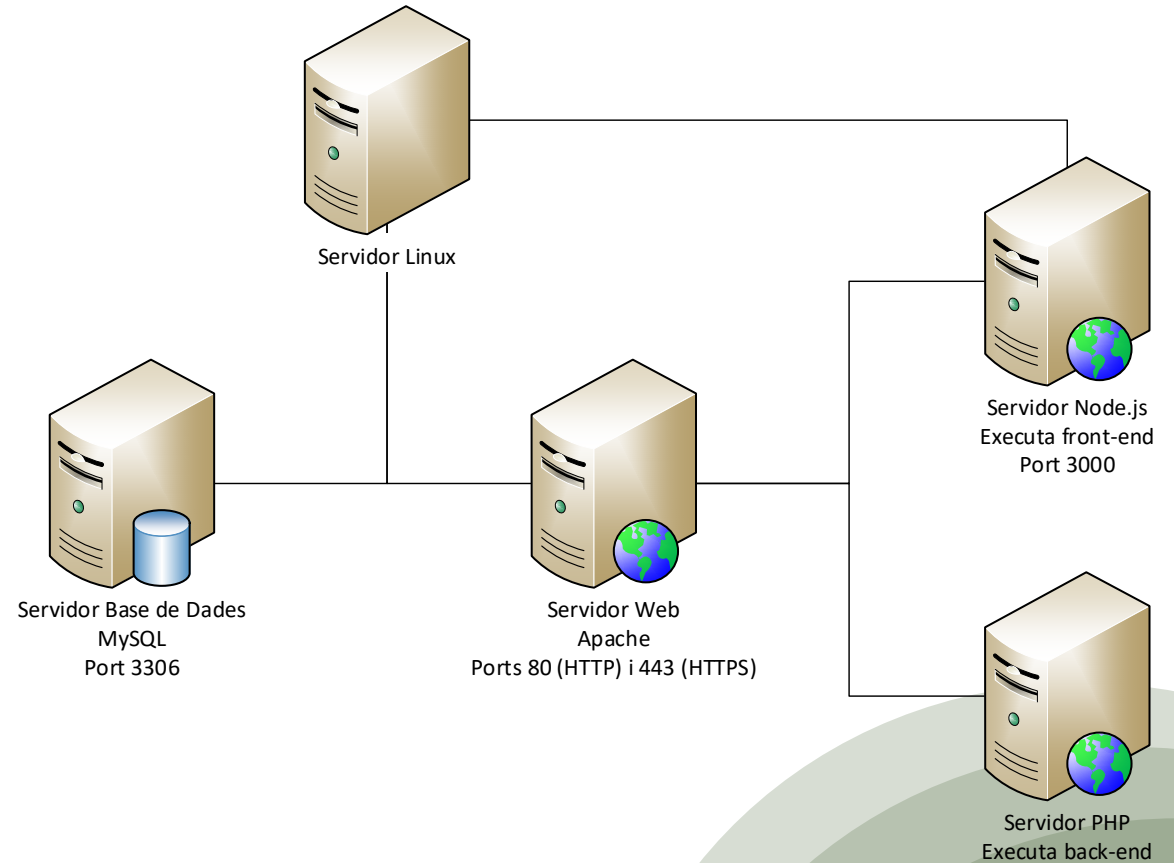 Servidor Linux
Servidor Node.js
Executa front-end
Port 3000
Servidor Base de Dades
MySQL
Port 3306
Servidor Web
Apache
Ports 80 (HTTP) i 443 (HTTPS)
Servidor PHP
Executa back-end